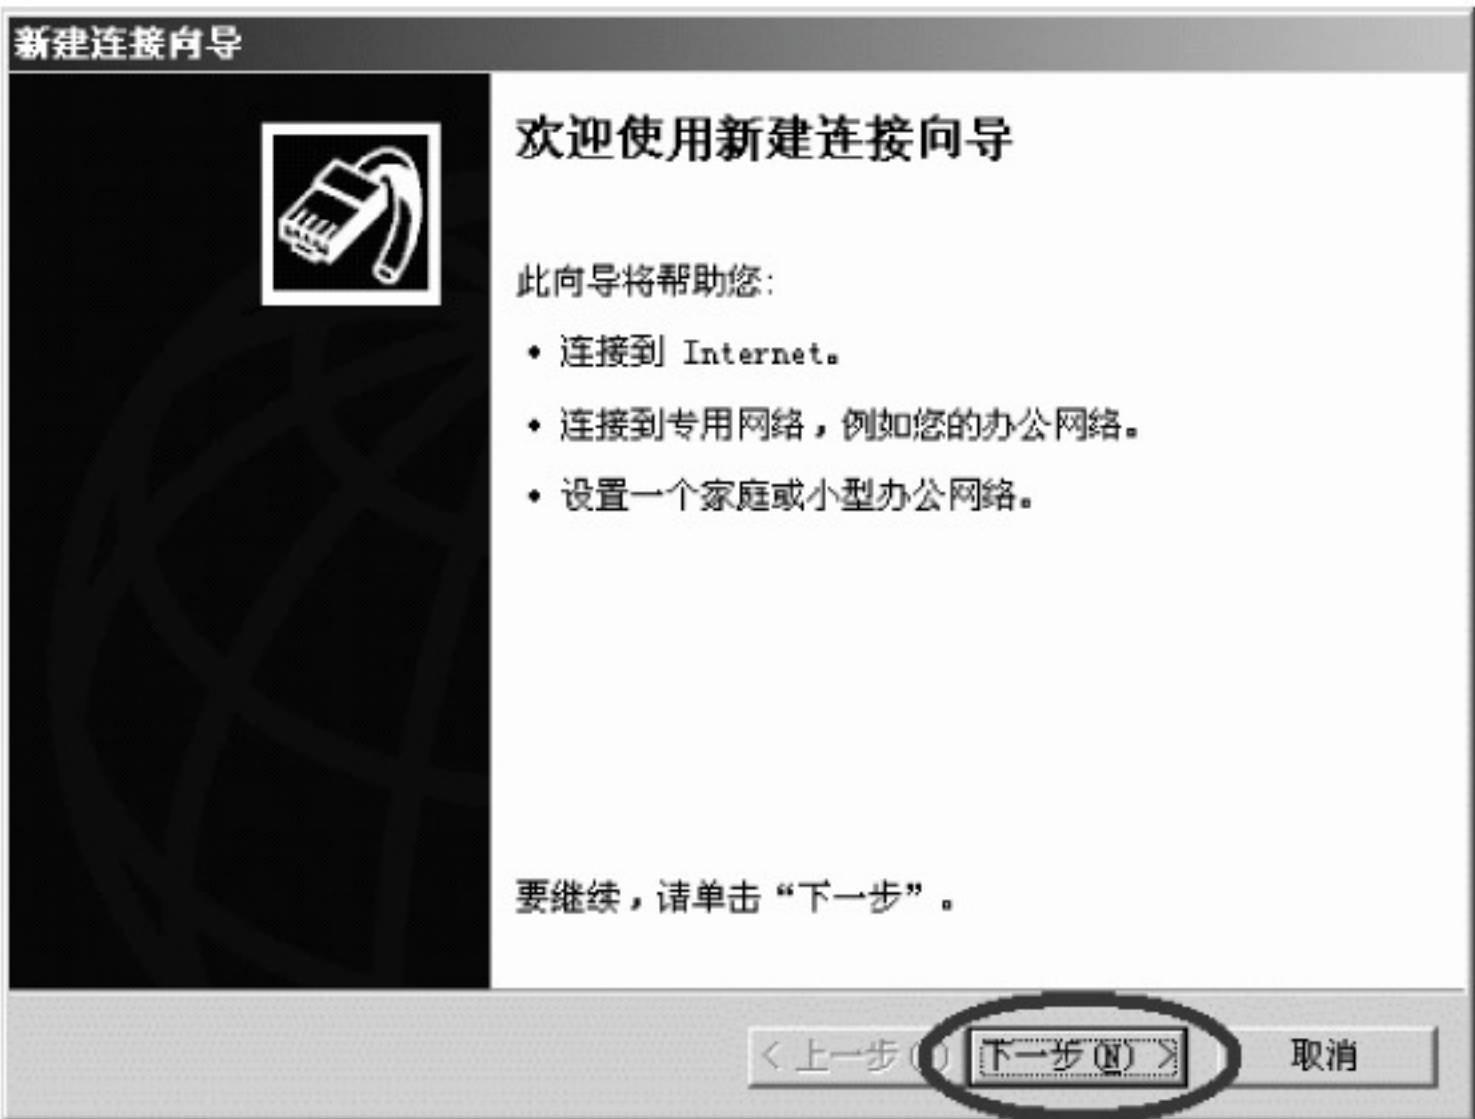 新建连接向导
欢迎使用新建连接向导
此向导将帮助您:
• 连接到 Internet。
• 连接到专用网络，例如您的办公网络。
• 设置一个家庭或小型办公网络。
要继续，请单击“下一步”。
< 上一步
下一步(N) >
取消